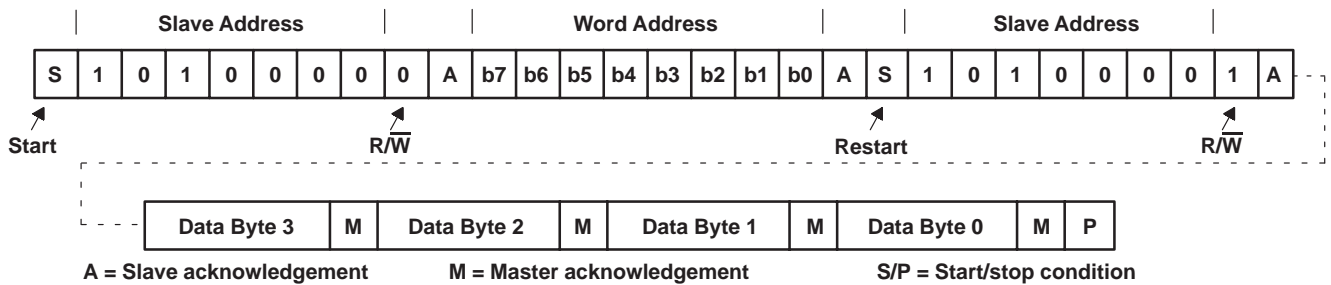 Slave Address Word Address Slave Address
S 1 0 1 0 0 0 0 0 A b7 b6 b5 b4 b3 b2 b1 b0 A S 1 0 1 0 0 0 0 1 A
Start R/W Restart R/W
Data Byte 3 M Data Byte 2 M Data Byte 1 M Data Byte 0 M P
A = Slave acknowledgement M = Master acknowledgement S/P = Start/stop condition